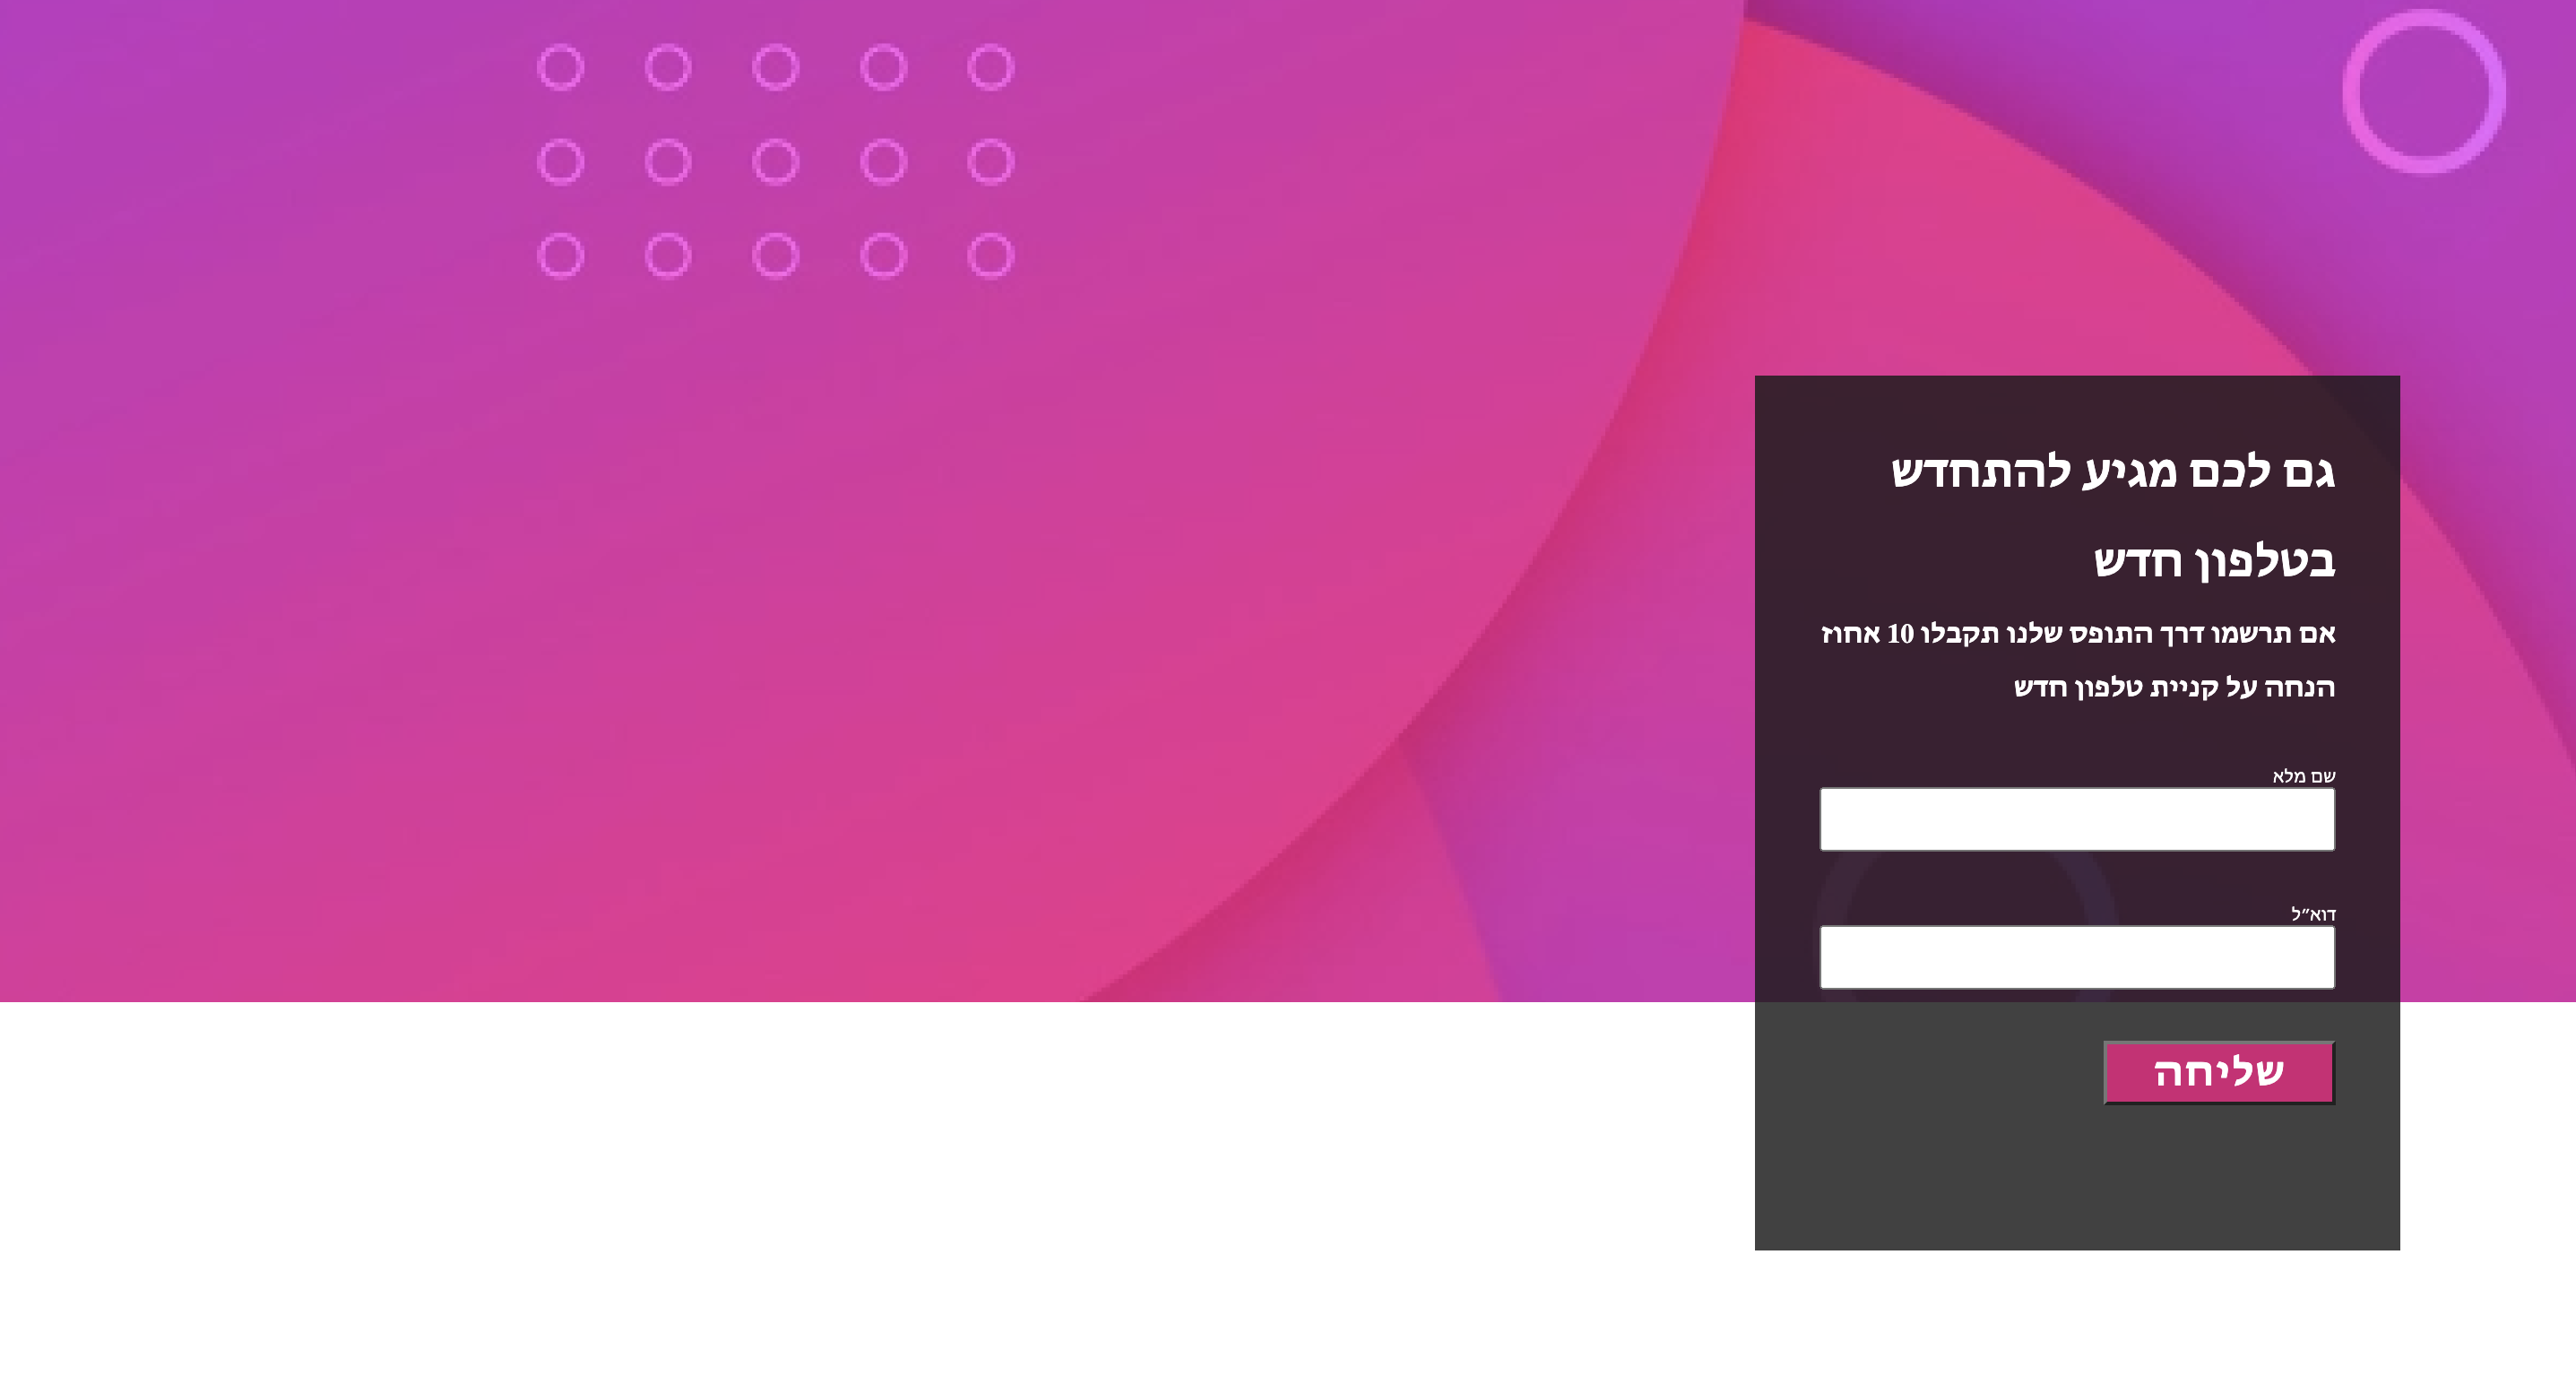 גם לכם מגיע להתחדש
בטלפון חדש
אם תרשמו דרך התופס שלנו תקבלו 10 אחוז
הנחה על קניית טלפון חדש
שם מלא
דוא״ל
שליחה